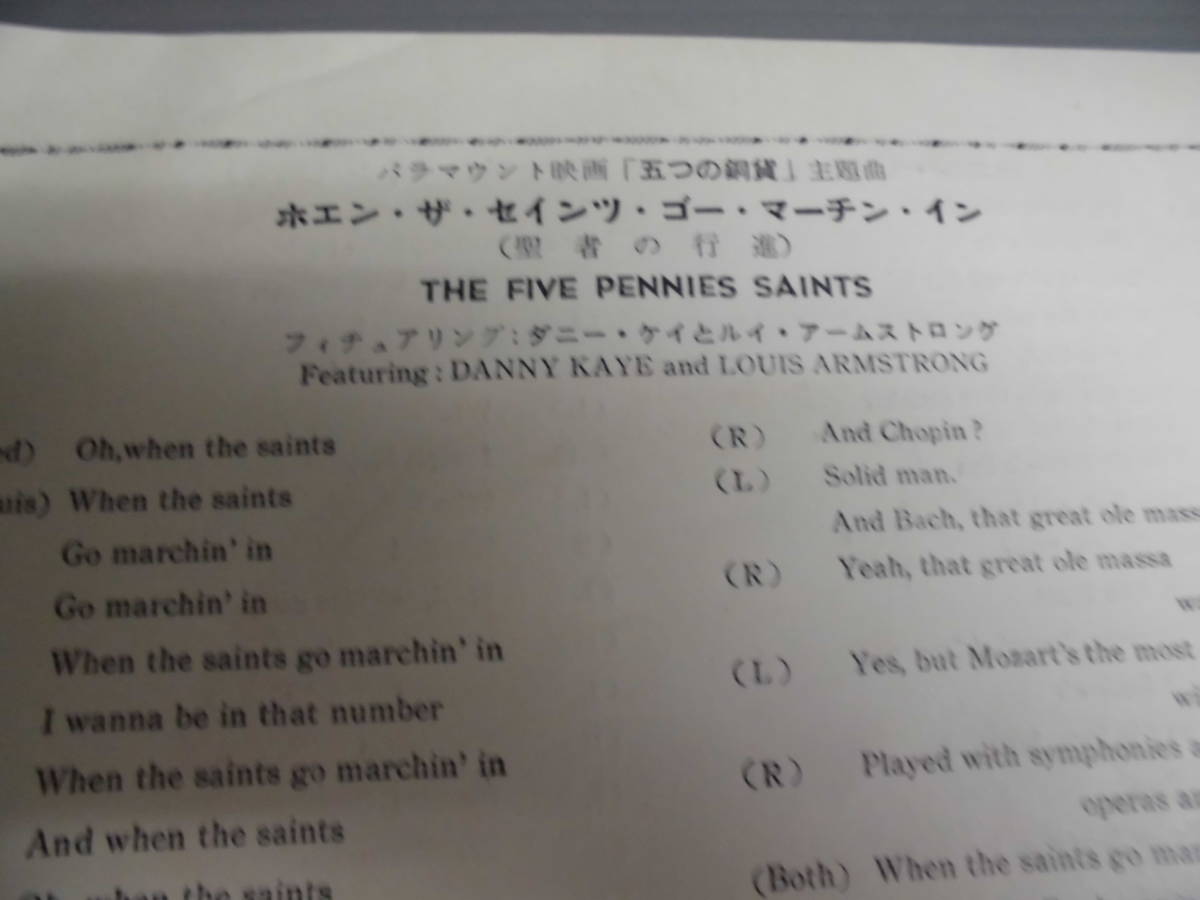 パラマウント映画「五つの銅貨」主題曲
ホエン・ザ・セインツ・ゴー・マーチン・イン
（聖者の行進）
THE FIVE PENNIES SAINTS
フィチュアリング：ダニー・ケイとルイ・アームストロング
Featuring: DANNY KAYE and LOUIS ARMSTRONG
Oh, when the saints
When the saints
Go marchin' in
Go marchin' in
When the saints go marchin' in
I wanna be in that number
When the saints go marchin' in
And when the saints
Oh, when the saints
(R) And Chopin?
(L) Solid man.
And Bach, that great ole
(R) Yeah, that great ole massa
(L) Yes, but Mozart's the most
(R) Played with symphonies
operas
(Both) When the saints go